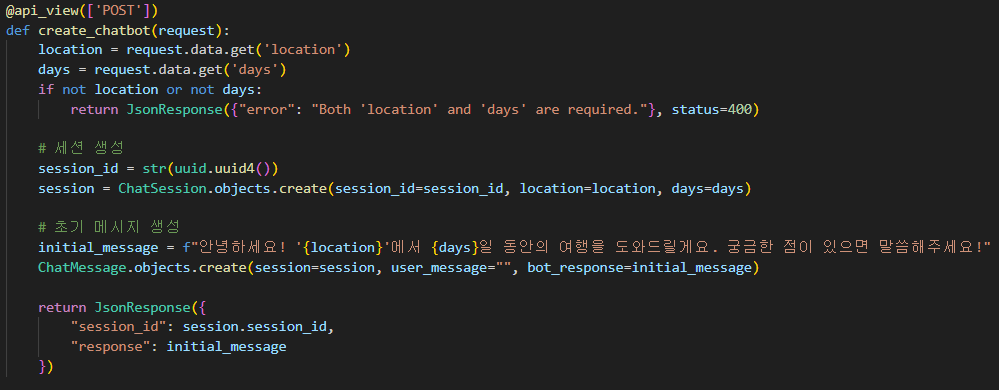 @api_view(['POST'])
def create_chatbot(request):
    location = request.data.get('location')
    days = request.data.get('days')
    if not location or not days:
        return JsonResponse({"error": "Both 'location' and 'days' are required."}, status=400)

    # 세션 생성
    session_id = str(uuid.uuid4())
    session = ChatSession.objects.create(session_id=session_id, location=location, days=days)

    # 초기 메시지 생성
    initial_message = f"안녕하세요! '{location}'에서 {days}일 동안의 여행을 도와드릴게요. 궁금한 점이 있으면 말씀해주세요!"
    ChatMessage.objects.create(session=session, user_message="", bot_response=initial_message)

    return JsonResponse({
        "session_id": session.session_id,
        "response": initial_message
    })